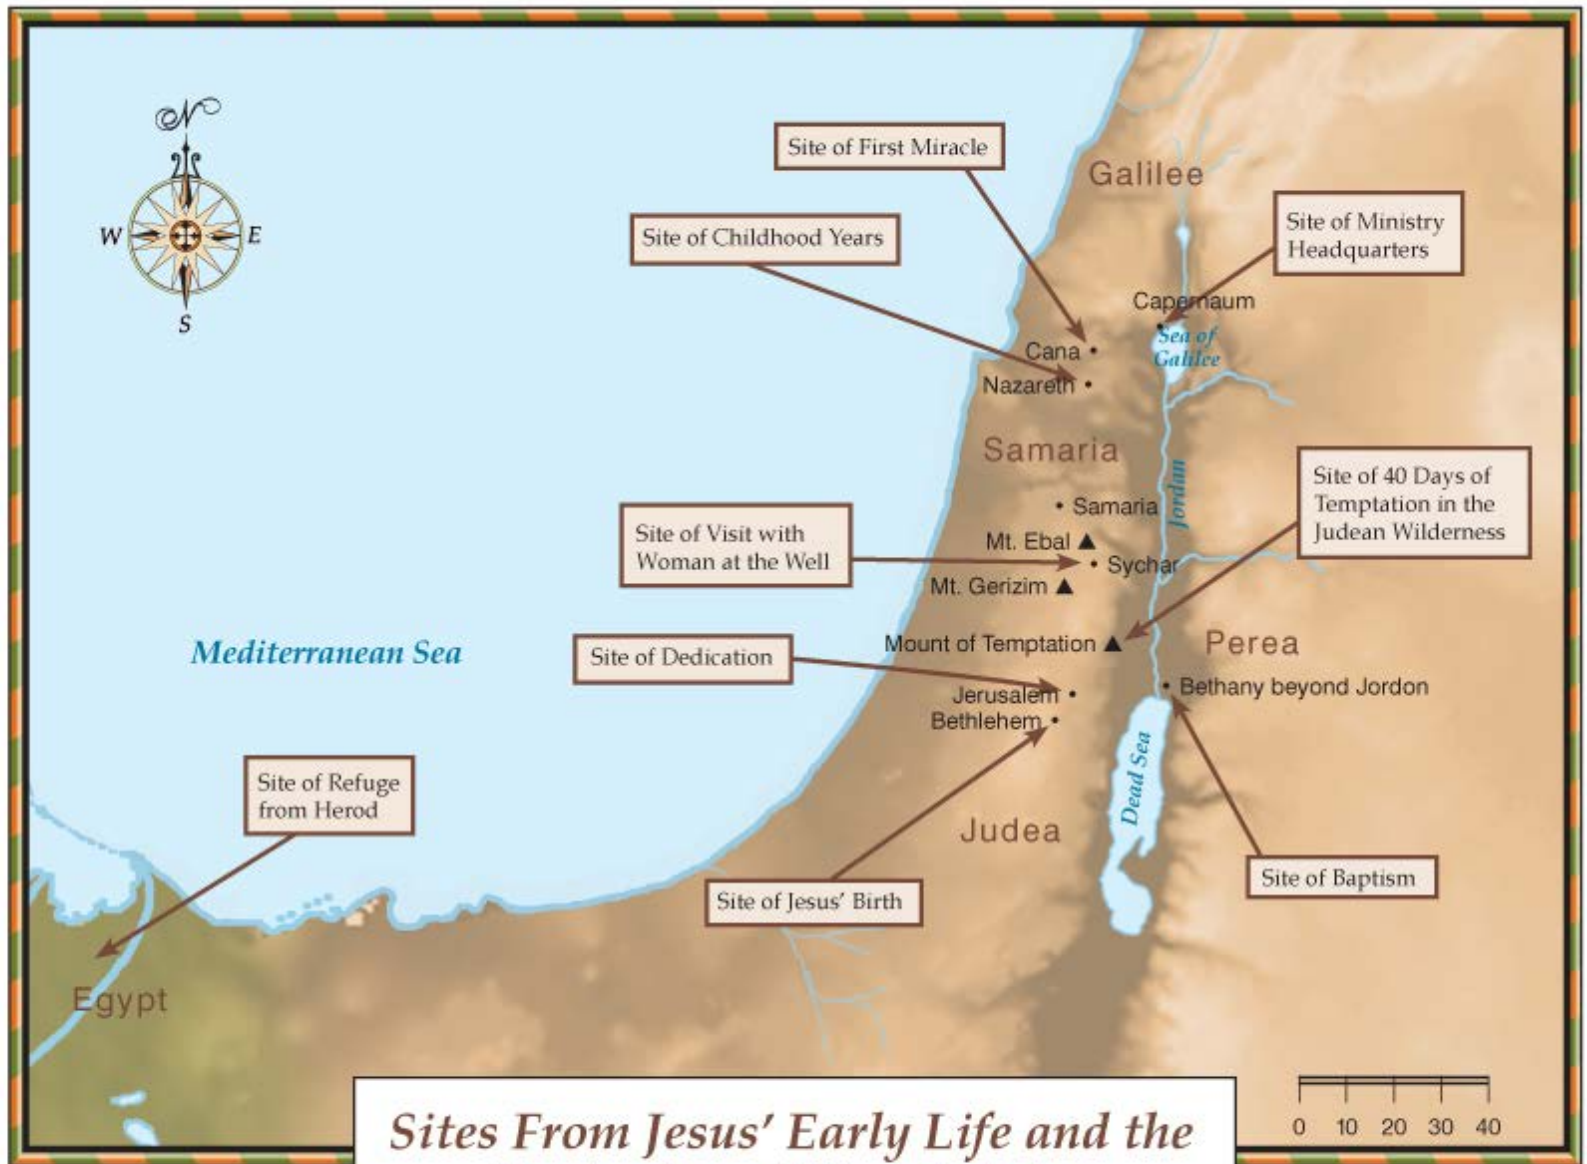 N
W
E
S
Site of First Miracle
Galilee
Site of Childhood Years
Site of Ministry
Headquarters
Capernaum
Sea of
Galilee
Cana
Nazareth
Samaria
Jordan
Site of 40 Days of
Temptation in the
Judean Wilderness
Samaria
Site of Visit with
Woman at the Well
Mt. Ebal
Sychar
Mt. Gerizim
Mediterranean Sea
Site of Dedication
Mount of Temptation
Perea
Jerusalem
Bethany beyond Jordon
Bethlehem
Dead Sea
Site of Refuge
from Herod
Judea
Site of Jesus' Birth
Site of Baptism
Egypt
0 10 20 30 40
Sites From Jesus' Early Life and the